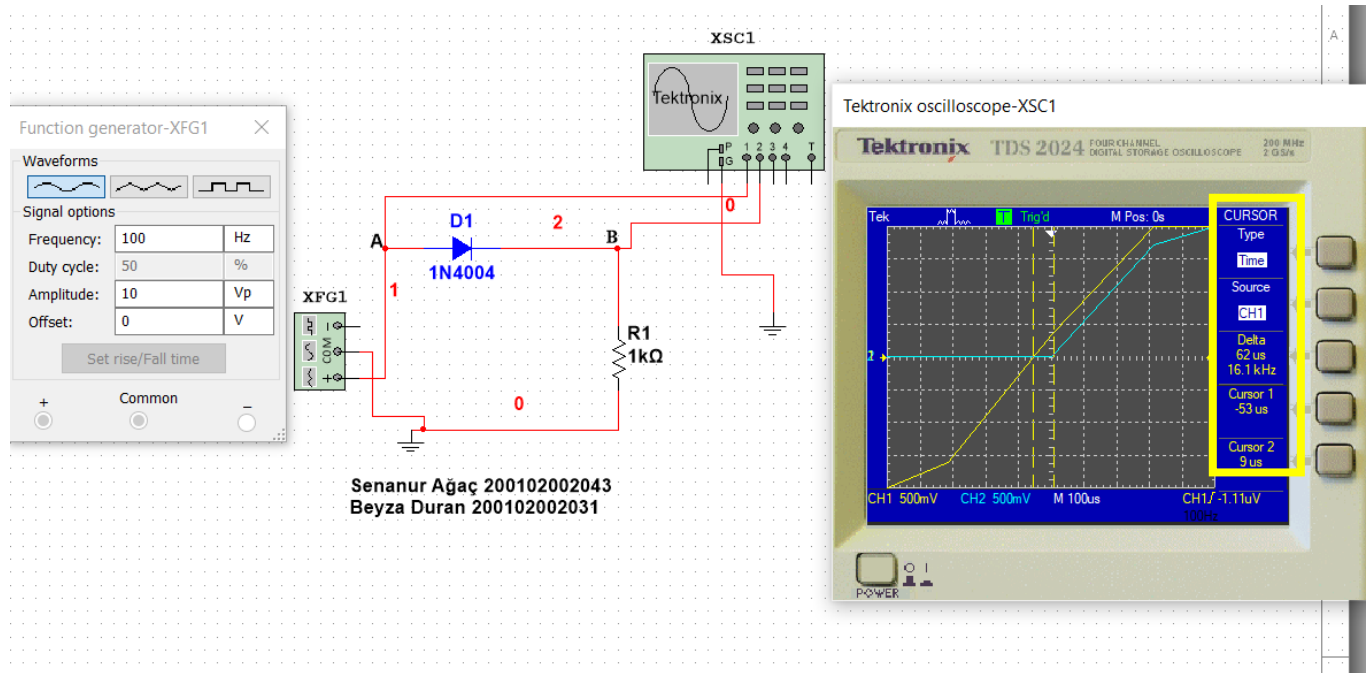 XSC1
A
Tektronix
P 1 2 3 4 T
G
Function generator-XFG1
Waveforms
Signal options
Frequency: 100 Hz
Duty cycle: 50 %
Amplitude: 10 Vp
Offset: 0 V
Set rise/Fall time
+ Common −
XFG1
COM
+
A
1
D1
1N4004
2
B
0
R1
1kΩ
0
Senanur Ağaç 200102002043
Beyza Duran 200102002031
Tektronix oscilloscope-XSC1
Tektronix TDS 2024 FOUR CHANNEL DIGITAL STORAGE OSCILLOSCOPE 200 MHz 2 GS/s
Tek T Trig'd M Pos: 0s CURSOR
Type
Time
Source
CH1
Delta
62 us
16.1 kHz
Cursor 1
-53 us
Cursor 2
9 us
2
CH1 500mV CH2 500mV M 100us CH1 -1.11uV
100Hz
POWER